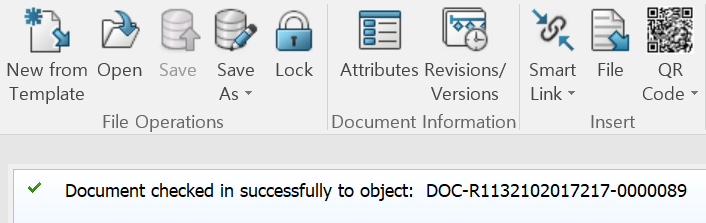 New from Template
Open
Save
Save As
Lock
Attributes
Revisions/ Versions
Smart Link
File
QR Code
File Operations
Document Information
Insert
Document checked in successfully to object: DOC-R1132102017217-0000089